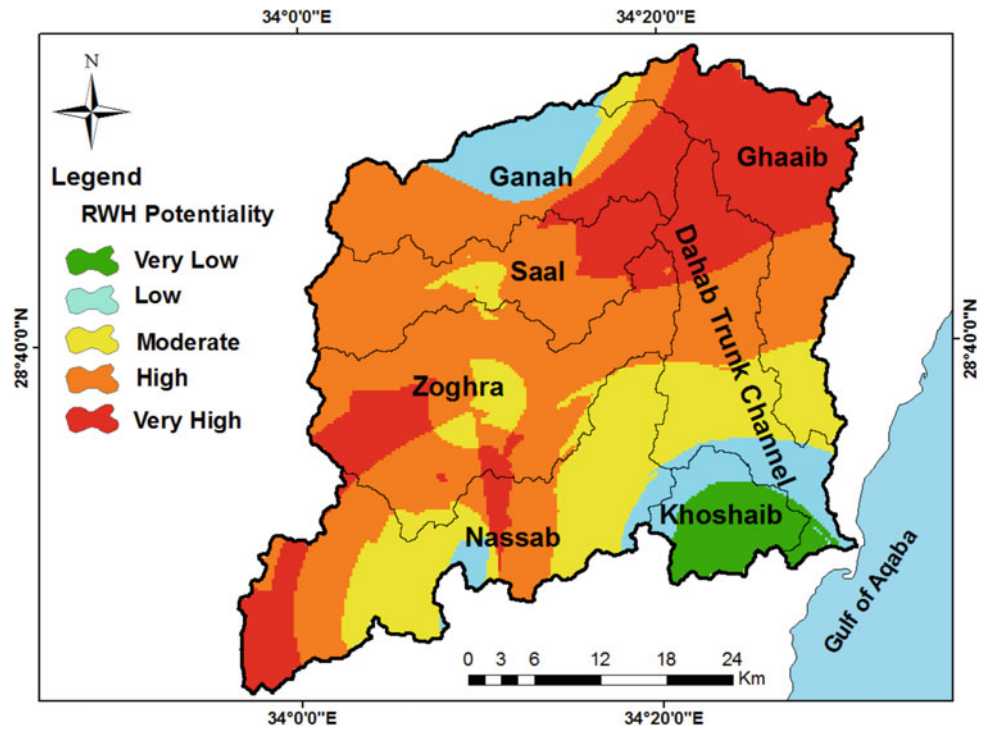 34°0'0"E
34°20'0"E
N
Legend
RWH Potentiality
Very Low
Low
Moderate
High
Very High
Ganah
Ghaaib
Saal
Dahab Trunk Channel
Zoghra
Khoshaib
Nassab
Gulf of Aqaba
28°40'0"N
28°40'0"N
0 3 6 12 18 24
Km
34°0'0"E
34°20'0"E